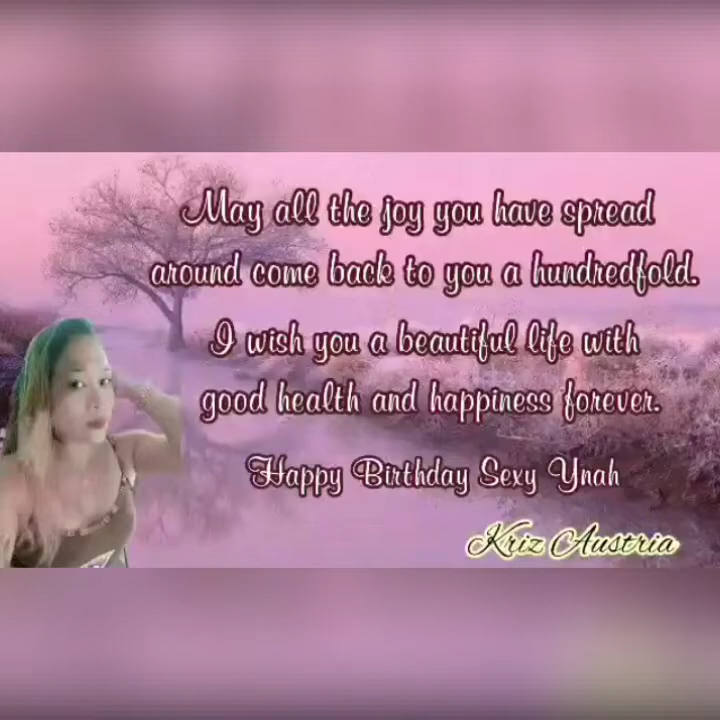 May all the joy you have spread
around come back to you a hundredfold.
I wish you a beautiful life with
good health and happiness forever.
Happy Birthday Sexy Ynah
Kriz Austria